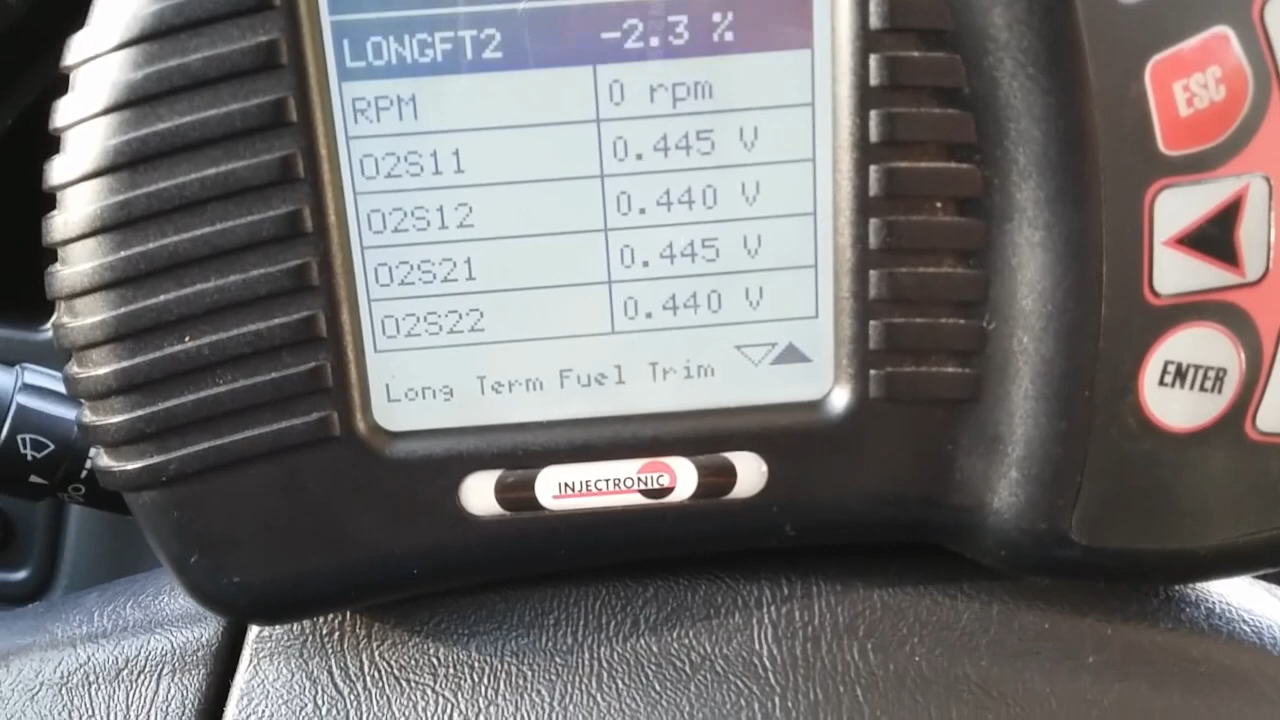 LONGFT2 -2.3 %
RPM 0 rpm
O2S11 0.445 V
O2S12 0.440 V
O2S21 0.445 V
O2S22 0.440 V
Long Term Fuel Trim
INJECTRONIC
ESC
ENTER